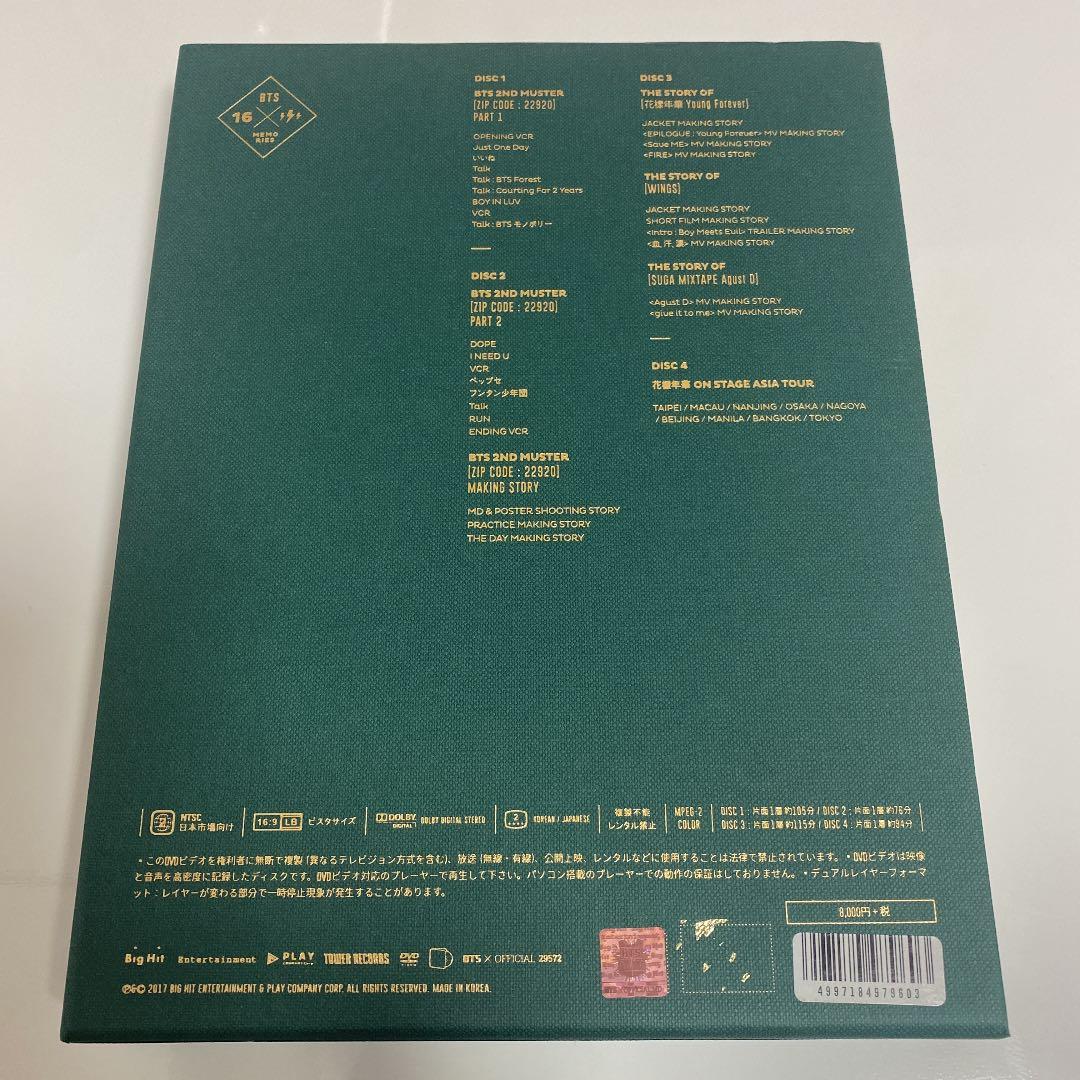 BTS
16
MEMO
RIES
DISC 1
BTS 2ND MUSTER
[ZIP CODE : 22920]
PART 1
OPENING VCR
Just One Day
いいね
Talk
Talk : BTS Forest
Talk : Courting For 2 Years
BOY IN LUV
VCR
Talk : BTS モノポリー
DISC 2
BTS 2ND MUSTER
[ZIP CODE : 22920]
PART 2
DOPE
I NEED U
VCR
ペップセ
フンタン少年団
Talk
RUN
ENDING VCR
BTS 2ND MUSTER
[ZIP CODE : 22920]
MAKING STORY
MD & POSTER SHOOTING STORY
PRACTICE MAKING STORY
THE DAY MAKING STORY
DISC 3
THE STORY OF
[花様年華 Young Forever]
JACKET MAKING STORY
<EPILOGUE : Young Forever> MV MAKING STORY
<Save ME> MV MAKING STORY
<FIRE> MV MAKING STORY
THE STORY OF
[WINGS]
JACKET MAKING STORY
SHORT FILM MAKING STORY
<Intro : Boy Meets Evil> TRAILER MAKING STORY
<血, 汗, 涙> MV MAKING STORY
THE STORY OF
[SUGA MIXTAPE Agust D]
<Agust D> MV MAKING STORY
<give it to me> MV MAKING STORY
DISC 4
花樣年華 ON STAGE ASIA TOUR
TAIPEI / MACAU / NANJING / OSAKA / NAGOYA
/ BEIJING / MANILA / BANGKOK / TOKYO
2 NTSC
日本市場向け
16:9 LB ビスタサイズ
DOLBY DIGITAL DOLBY DIGITAL STEREO
2 KOREAN / JAPANESE
複製不能
レンタル禁止
MPEG-2
COLOR
DISC 1 : 片面1層 約105分 / DISC 2 : 片面1層 約76分
DISC 3 : 片面1層 約115分 / DISC 4 : 片面1層 約94分
・このDVDビデオを権利者に無断で複製 (異なるテレビジョン方式を含む)、放送 (無線・有線)、公開上映、レンタルなどに使用することは法律で禁止されています。・DVDビデオは映像
と音声を高密度に記録したディスクです。DVDビデオ対応のプレーヤーで再生して下さい。パソコン搭載のプレーヤーでの動作の保証はしておりません。・デュアルレイヤーフォーマ
ット : レイヤーが変わる部分で一時停止現象が発生することがあります。
8,000円+税
Big Hit Entertainment PLAY TOWER RECORDS DVD BTS X OFFICIAL 29572
℗&© 2017 BIG HIT ENTERTAINMENT & PLAY COMPANY CORP. ALL RIGHTS RESERVED. MADE IN KOREA.
4997184979603